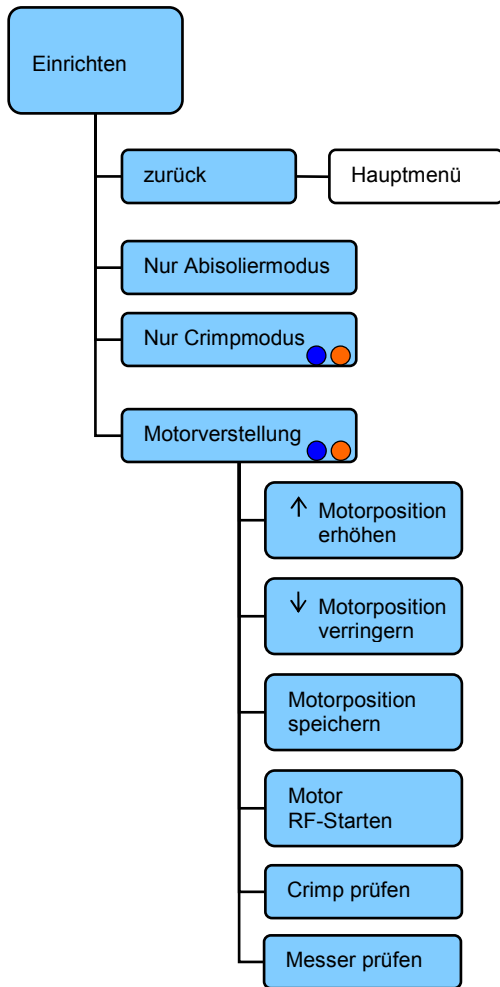 Einrichten
zurück
Hauptmenü
Nur Abisoliermodus
Nur Crimpmodus
Motorverstellung
↑ Motorposition
erhöhen
↓ Motorposition
verringern
Motorposition
speichern
Motor
RF-Starten
Crimp prüfen
Messer prüfen